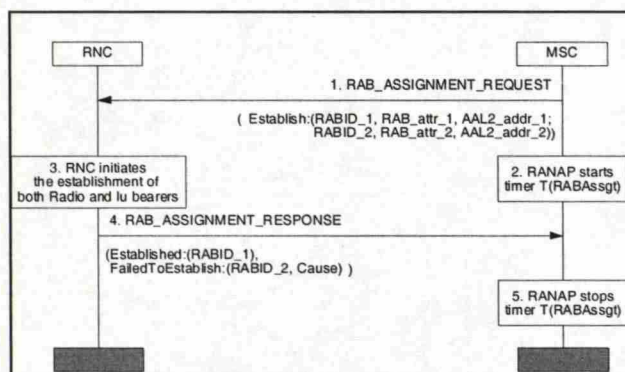 RNC
MSC
1. RAB_ASSIGNMENT_REQUEST
( Establish:(RABID_1, RAB_attr_1, AAL2_addr_1;
RABID_2, RAB_attr_2, AAL2_addr_2))
3. RNC initiates
the establishment of
both Radio and Iu bearers
2. RANAP starts
timer T(RABAssgt)
4. RAB_ASSIGNMENT_RESPONSE
(Established:(RABID_1),
FailedToEstablish:(RABID_2, Cause) )
5. RANAP stops
timer T(RABAssgt)